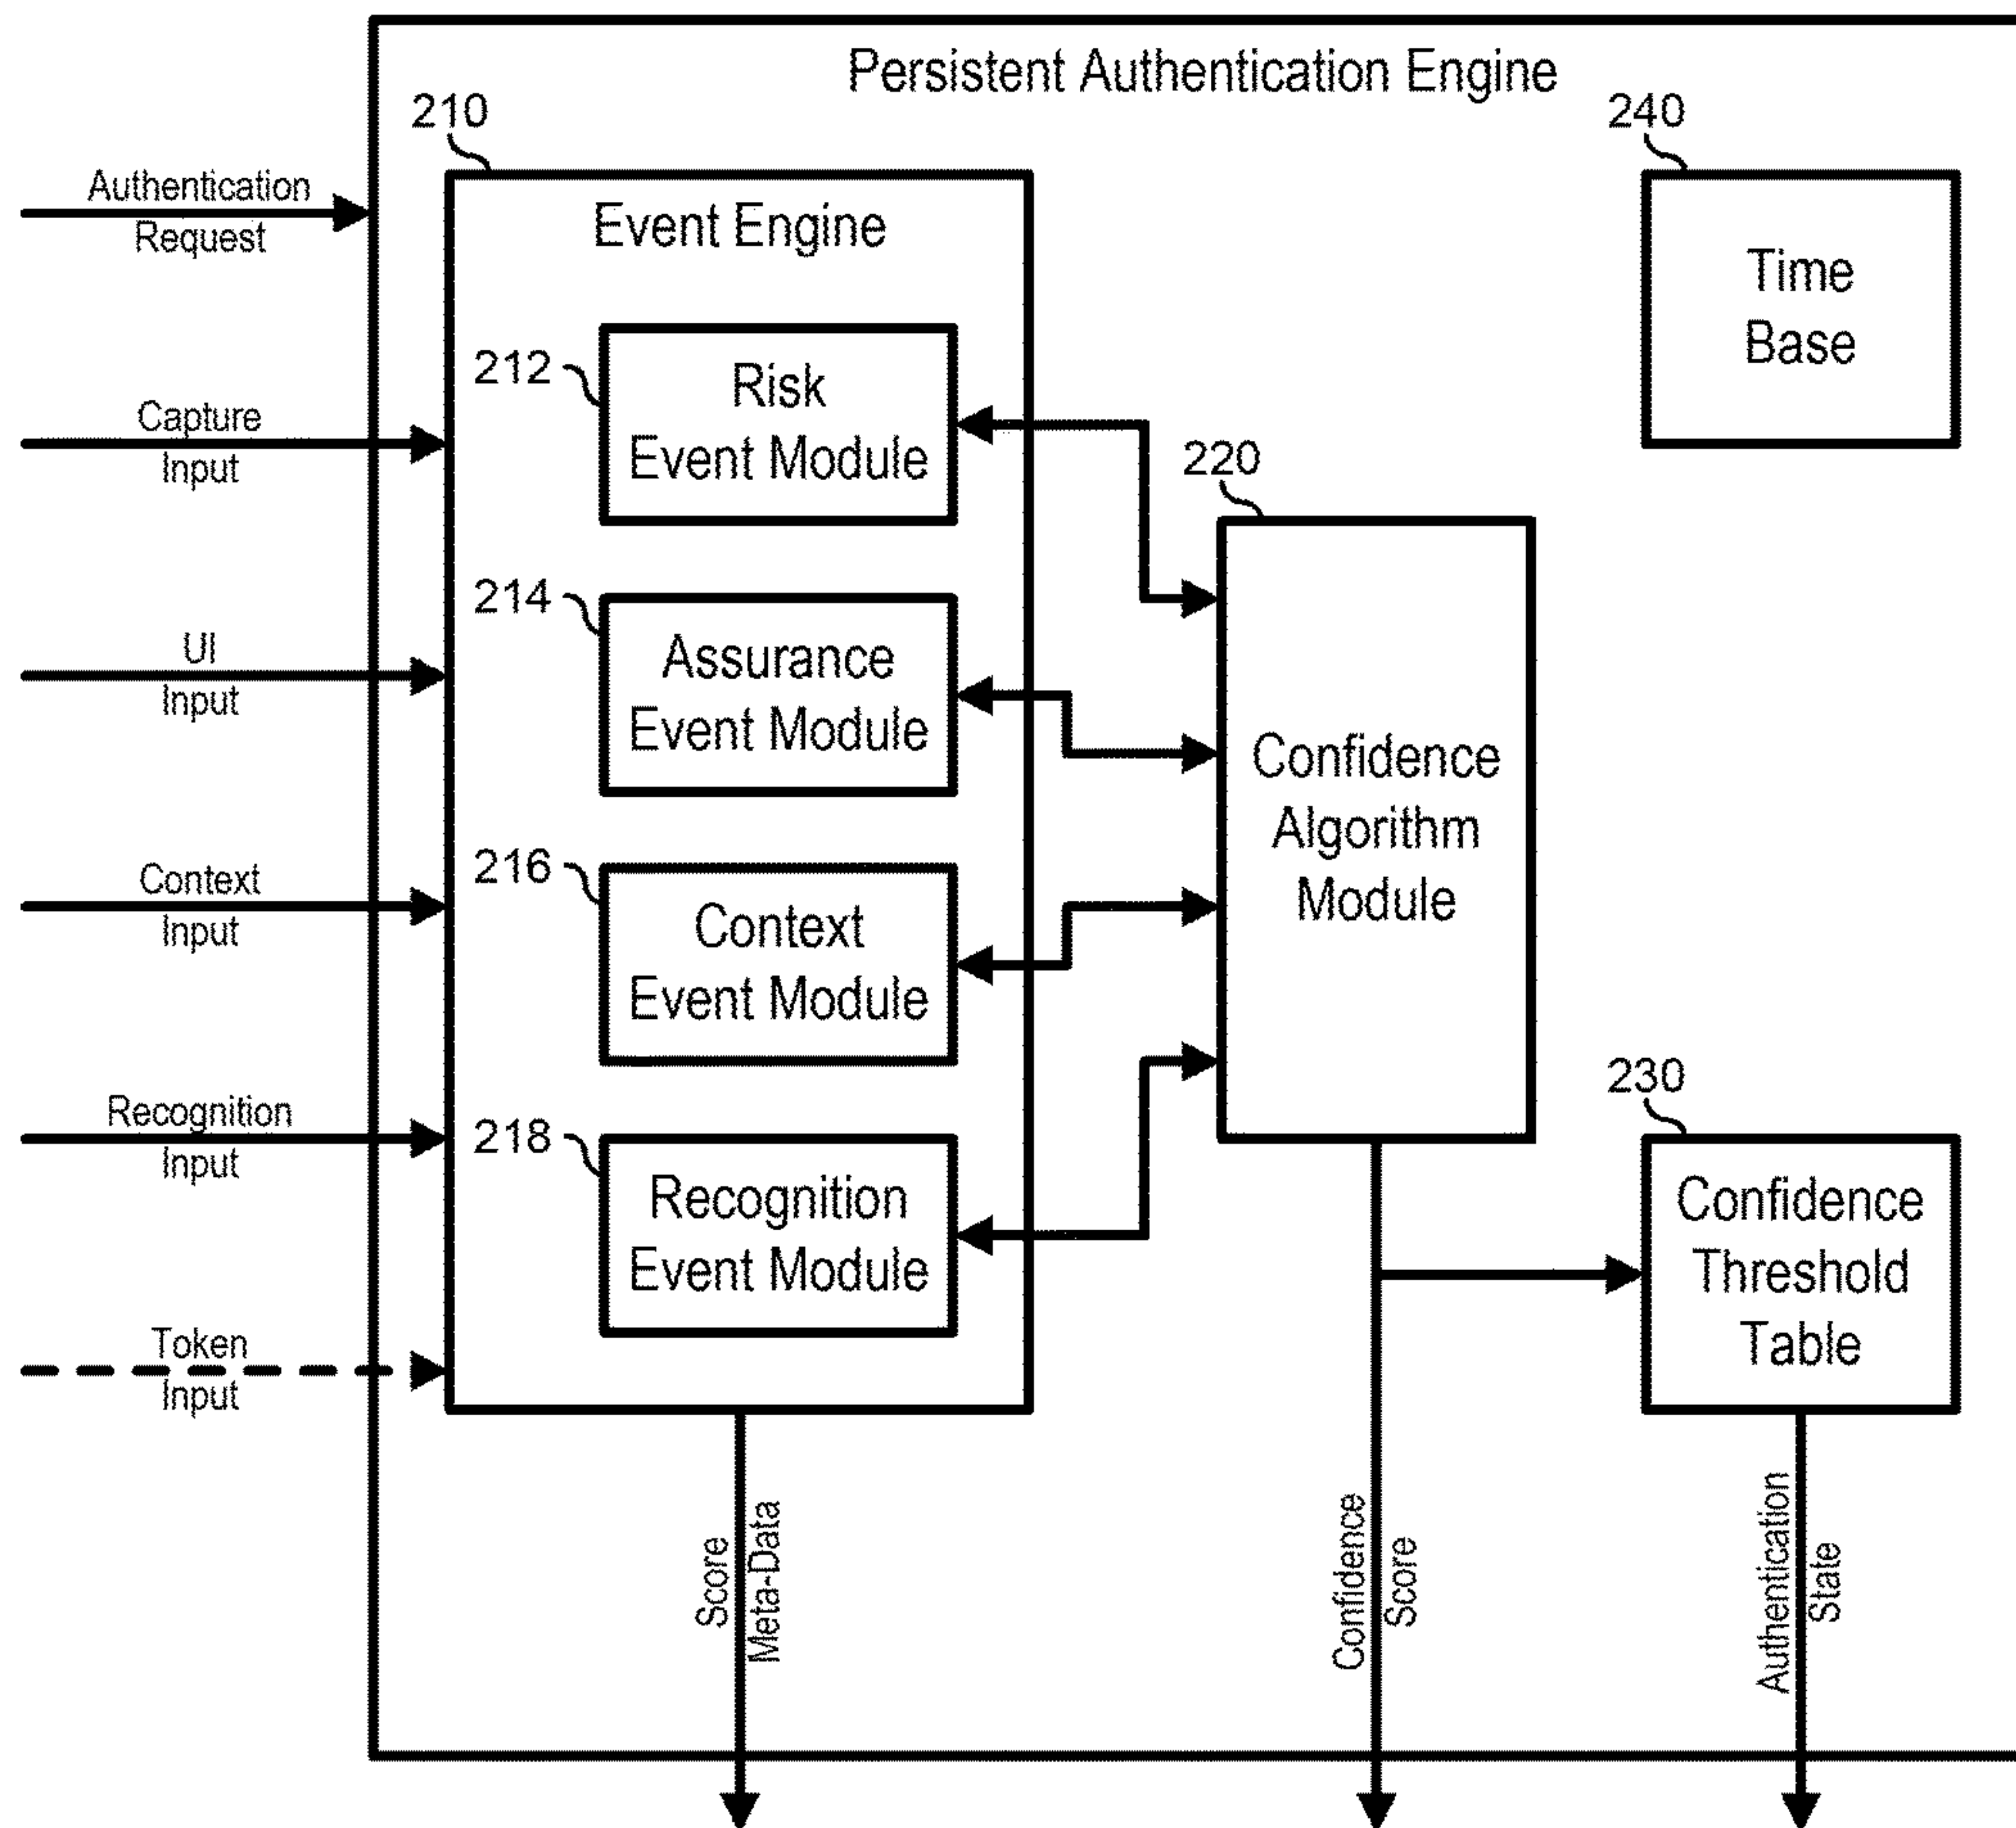 Persistent Authentication Engine
210
240
Authentication
Request
Event Engine
Time
Base
212
Risk
Event Module
Capture
Input
220
214
Assurance
Event Module
UI
Input
Confidence
Algorithm
Module
216
Context
Event Module
Context
Input
230
218
Recognition
Event Module
Recognition
Input
Confidence
Threshold
Table
Token
Input
Score
Meta-Data
Confidence
Score
Authentication
State